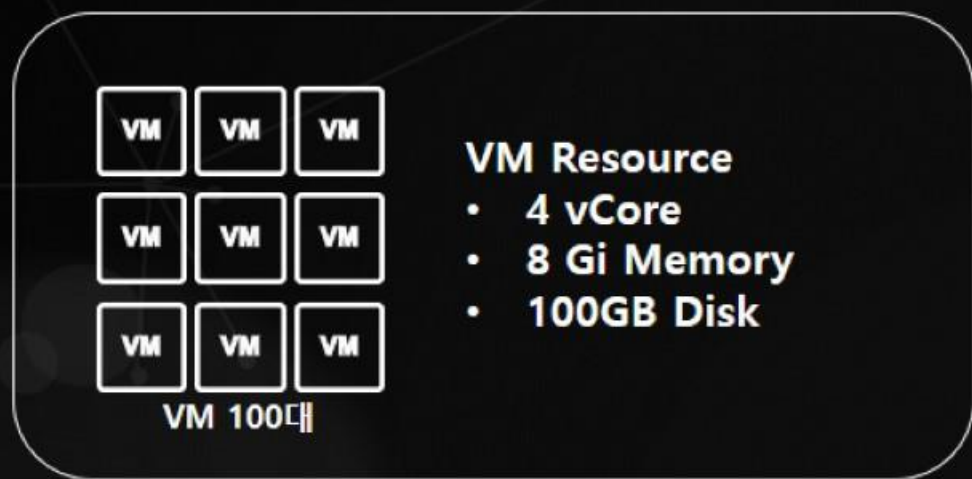 VM VM VM
VM VM VM
VM VM VM
VM 100대
VM Resource
• 4 vCore
• 8 Gi Memory
• 100GB Disk